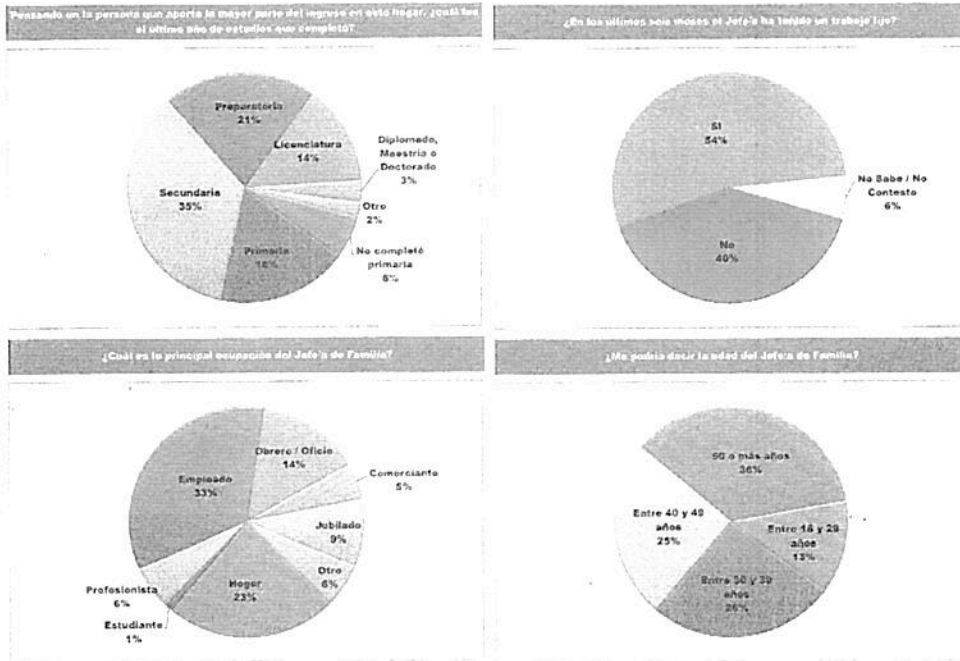 Pensando en la persona que aporta la mayor parte del ingreso en este hogar, ¿cuál fue
el último año de estudios que completó?
Preparatoria
21%
Licenciatura
14%
Diplomado,
Maestria o
Doctorado
3%
Otro
2%
No completó
primaria
6%
Primaria
Secundaria
35%
¿En los últimos seis meses el Jefe/a ha tenido un trabajo fijo?
SI
54%
No Sabe / No
Contesto
6%
No
40%
¿Cuál es la principal ocupación del Jefe/a de Familia?
Obrero / Oficio
14%
Comerciante
5%
Jubilado
9%
Otro
6%
Hogar
23%
Estudiante
1%
Profesionista
6%
Empleado
33%
¿Me podria decir la edad del Jefe/a de Familia?
50 o más años
36%
Entre 18 y 29
años
13%
Entre 30 y 39
años
26%
Entre 40 y 49
años
25%